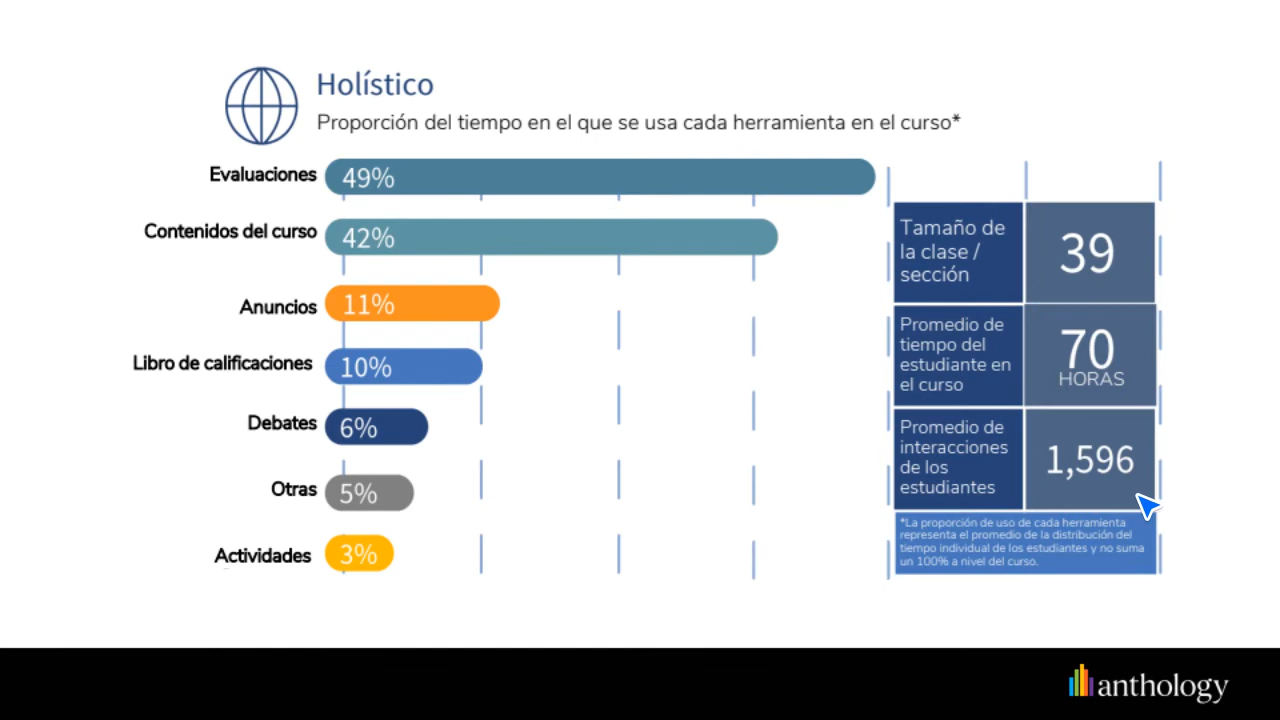 Holístico
Proporción del tiempo en el que se usa cada herramienta en el curso*
Evaluaciones 49%
Contenidos del curso 42%
Anuncios 11%
Libro de calificaciones 10%
Debates 6%
Otras 5%
Actividades 3%
Tamaño de
la clase /
sección
39
Promedio de
tiempo del
estudiante en
el curso
70
HORAS
Promedio de
interacciones
de los
estudiantes
1,596
*La proporción de uso de cada herramienta
representa el promedio de la distribución del
tiempo individual de los estudiantes y no suma
un 100% a nivel del curso.
anthology